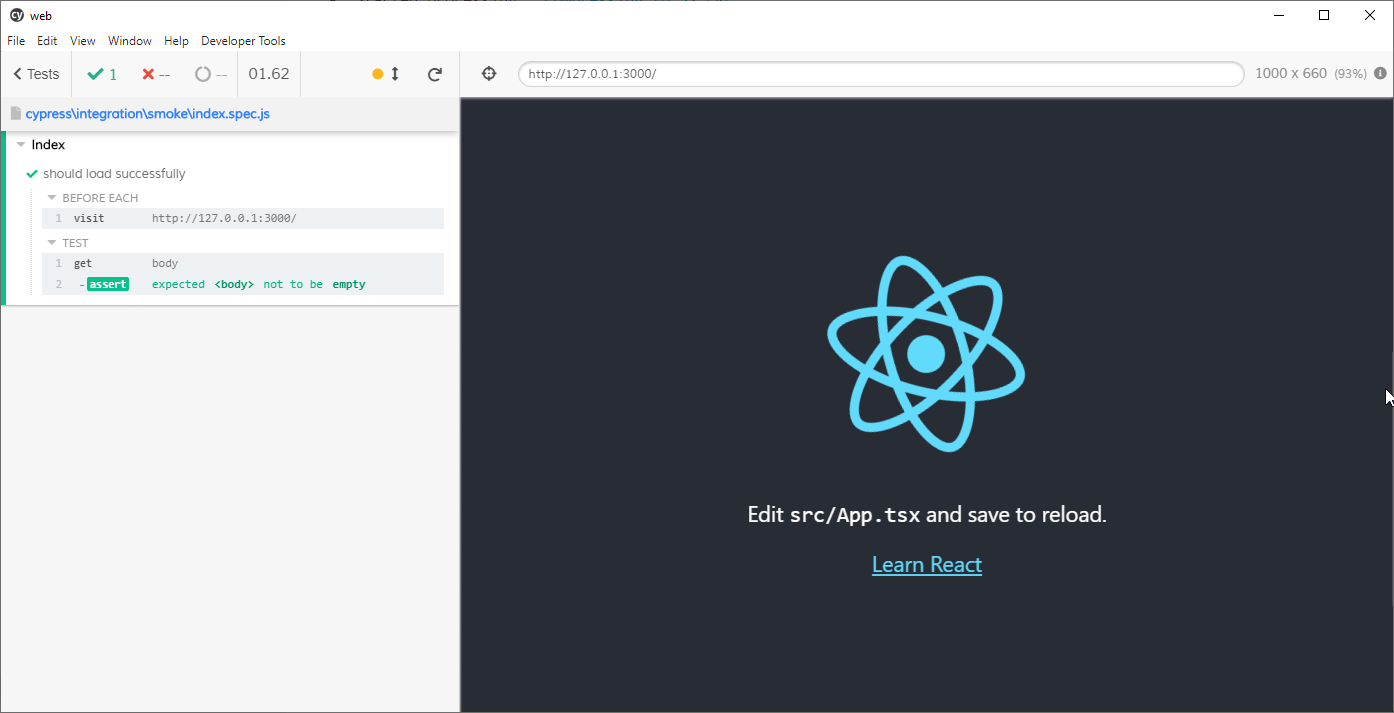 cy web
File Edit View Window Help Developer Tools
Tests 1 -- -- 01.62 http://127.0.0.1:3000/ 1000 x 660 (93%)
cypress\integration\smoke\index.spec.js
Index
should load successfully
BEFORE EACH
1 visit http://127.0.0.1:3000/
TEST
1 get body
2 -assert expected <body> not to be empty
Edit src/App.tsx and save to reload.
Learn React